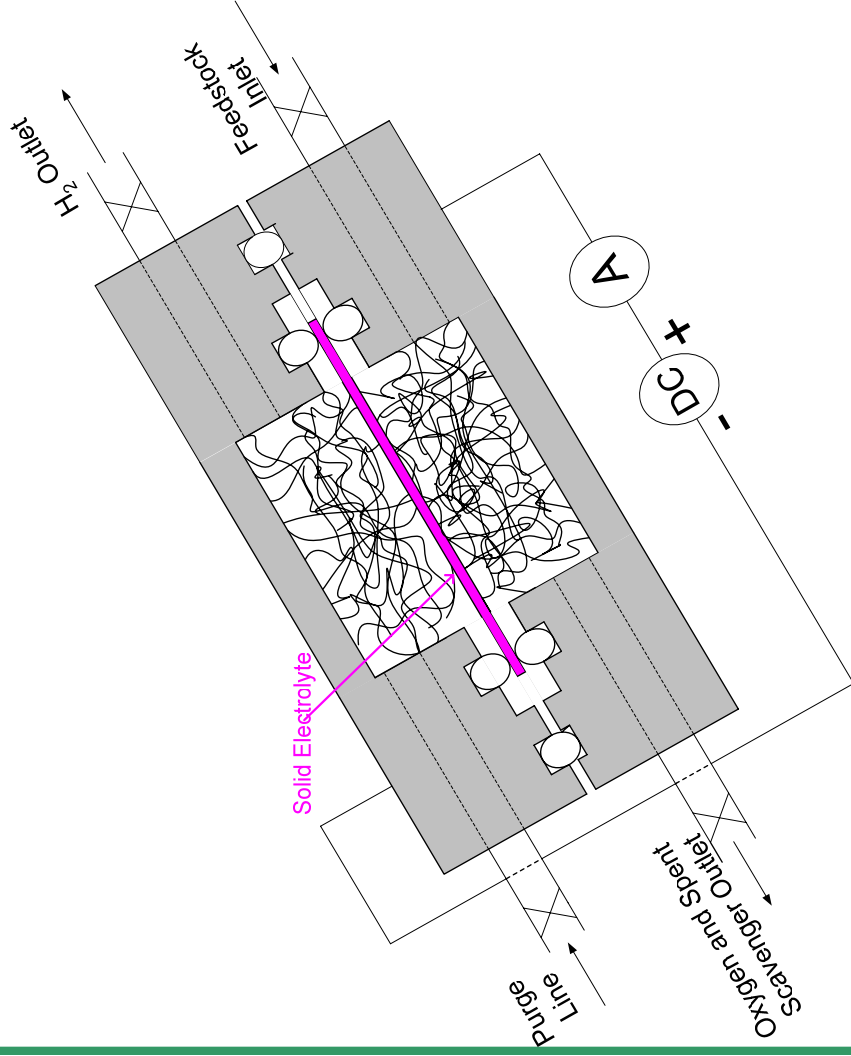 H2 Outlet
Feedstock
Inlet
A
+
DC
-
Solid Electrolyte
Purge
Line
Oxygen and Spent
Scavenger Outlet